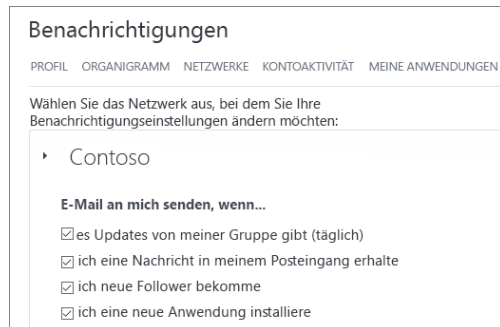 Benachrichtigungen
PROFIL ORGANIGRAMM NETZWERKE KONTOAKTIVITÄT MEINE ANWENDUNGEN
Wählen Sie das Netzwerk aus, bei dem Sie Ihre
Benachrichtigungseinstellungen ändern möchten:
Contoso
E-Mail an mich senden, wenn...
es Updates von meiner Gruppe gibt (täglich)
ich eine Nachricht in meinem Posteingang erhalte
ich neue Follower bekomme
ich eine neue Anwendung installiere